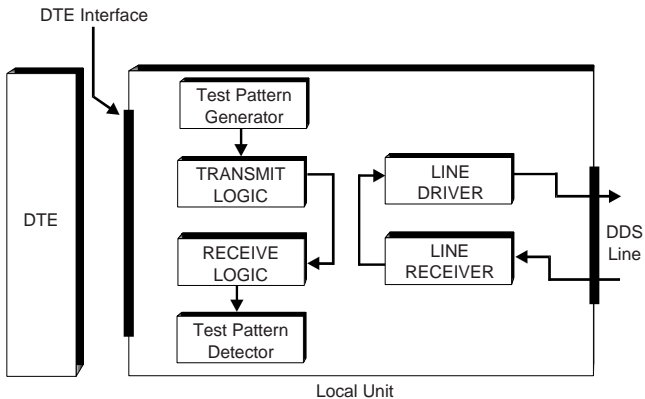 DTE Interface
Test Pattern
Generator
TRANSMIT
LOGIC
LINE
DRIVER
DTE
DDS
Line
RECEIVE
LOGIC
LINE
RECEIVER
Test Pattern
Detector
Local Unit